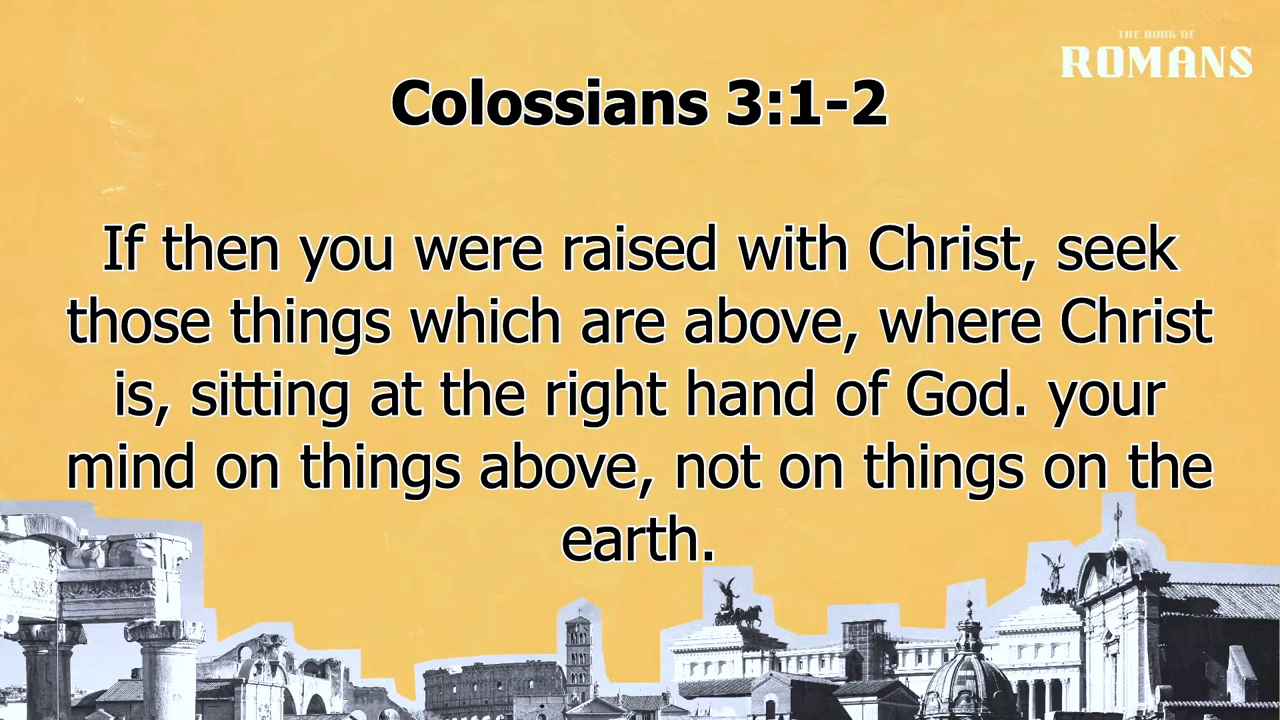 THE BOOK OF
ROMANS
Colossians 3:1-2
If then you were raised with Christ, seek
those things which are above, where Christ
is, sitting at the right hand of God. your
mind on things above, not on things on the
earth.